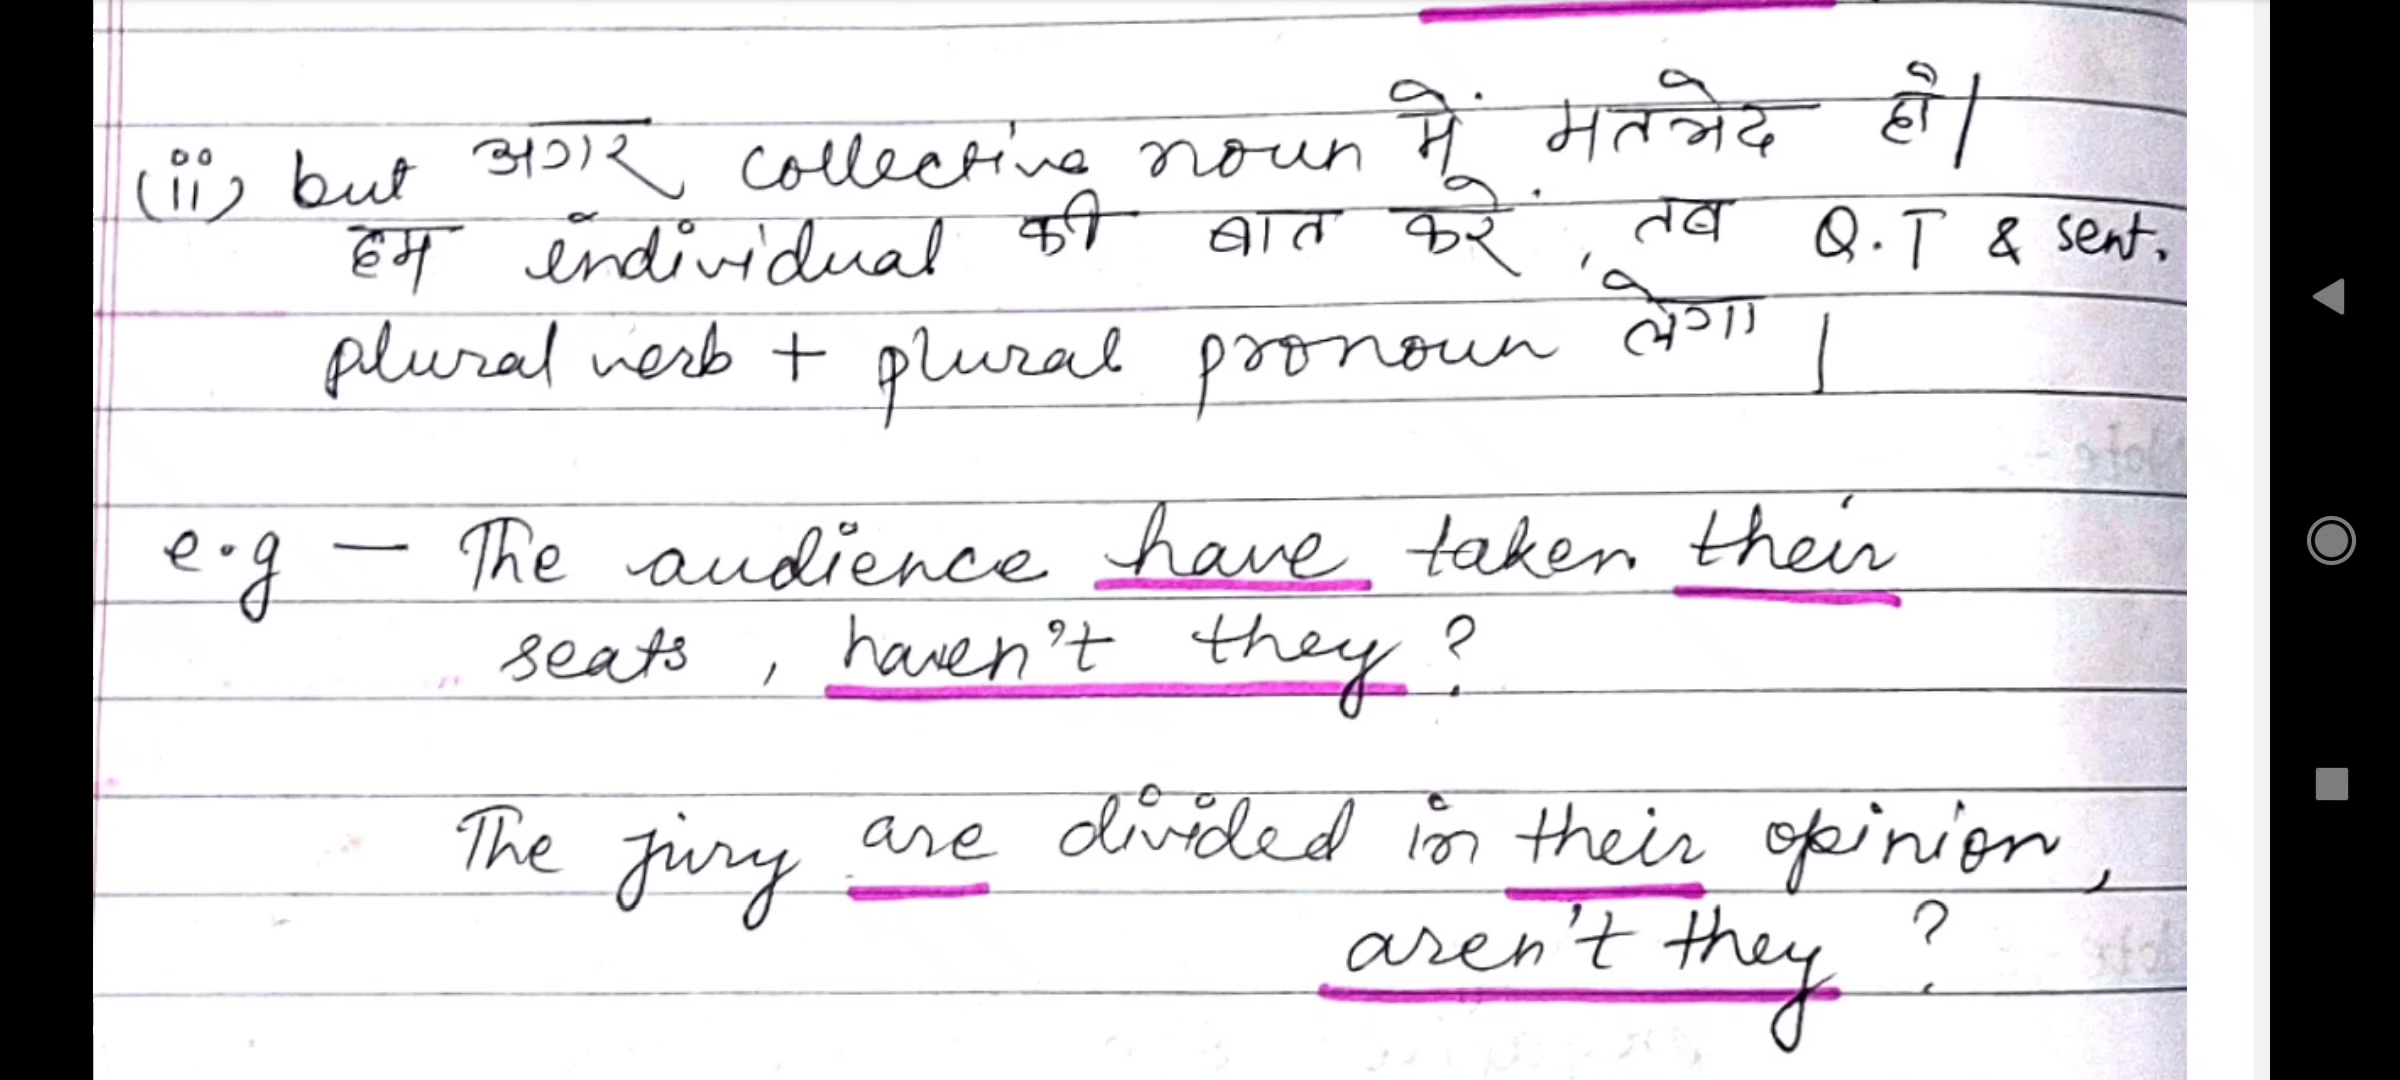 (ii) but अगर collective noun में मतभेद हो।
हम individual की बात करें, तब Q.T & sent.
plural verb + plural pronoun लेगा।
e.g — The audience have taken their
seats, haven't they?
The jury are divided in their opinion,
aren't they?